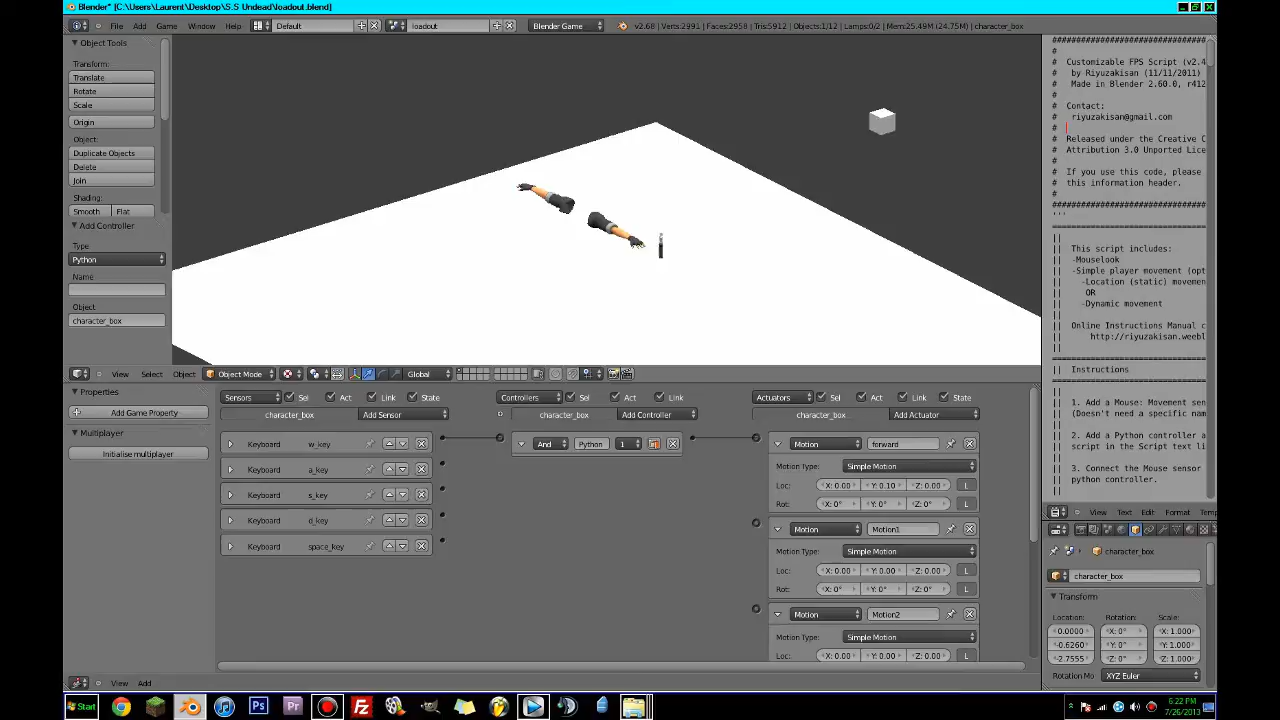 Blender* [C:\Users\Laurent\Desktop\S.S Undead\loadout.blend]
File Add Game Window Help Default loadout Blender Game v2.68 | Verts:2991 | Faces:2958 | Tris:5912 | Objects:1/12 | Lamps:0/2 | Mem:25.49M (24.75M) | character_box
Object Tools
Transform:
Translate
Rotate
Scale
Origin
Object:
Duplicate Objects
Delete
Join
Shading:
Smooth Flat
Add Controller
Type
Python
Name
Object
character_box
View Select Object Object Mode Global
##################################
#
# Customizable FPS Script (v2.4
# by Riyuzakisan (11/11/2011)
# Made in Blender 2.60.0, r412
#
# Contact:
# riyuzakisan@gmail.com
#
# Released under the Creative C
# Attribution 3.0 Unported Lice
#
# If you use this code, please
# this information header.
#
##################################
'''
||
|| This script includes:
|| -Mouselook
|| -Simple player movement (opt
|| -Location (static) movemen
|| OR
|| -Dynamic movement
||
|| Online Instructions Manual c
|| http://riyuzakisan.weebl
||
|| Instructions
||
|| 1. Add a Mouse: Movement sen
|| (Doesn't need a specific nam
||
|| 2. Add a Python controller a
|| script in the Script text li
||
|| 3. Connect the Mouse sensor
|| python controller.
||
View Text Edit Format Temp
Properties
Add Game Property
Multiplayer
Initialise multiplayer
Sensors Sel Act Link State
character_box Add Sensor
Keyboard w_key
Keyboard a_key
Keyboard s_key
Keyboard d_key
Keyboard space_key
Controllers Sel Act Link
character_box Add Controller
And Python 1
Actuators Sel Act Link State
character_box Add Actuator
Motion forward
Motion Type: Simple Motion
Loc: X: 0.00 Y: 0.10 Z: 0.00 L
Rot: X: 0° Y: 0° Z: 0° L
Motion Motion1
Motion Type: Simple Motion
Loc: X: 0.00 Y: 0.00 Z: 0.00 L
Rot: X: 0° Y: 0° Z: 0° L
Motion Motion2
Motion Type: Simple Motion
Loc: X: 0.00 Y: 0.00 Z: 0.00 L
View Add
character_box
character_box
Transform
Location: Rotation: Scale:
0.0000 X: 0° X: 1.000
-0.6260 Y: 0° Y: 1.000
-2.7555 Z: 0° Z: 1.000
Rotation Mo XYZ Euler
Start Ps Pr Fz 6:22 PM
7/26/2013